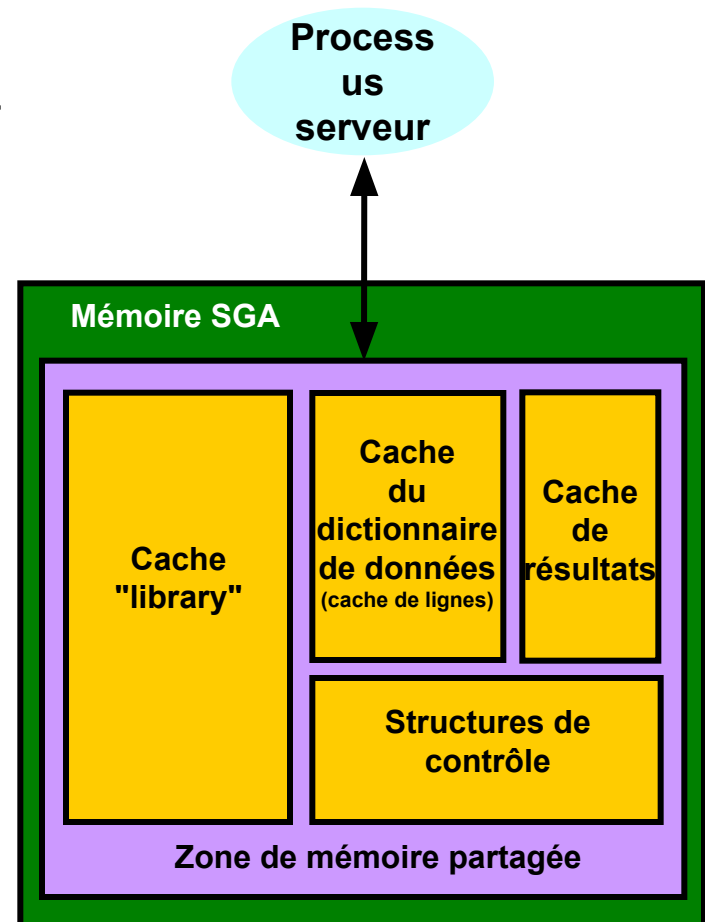 Process
us
serveur
Mémoire SGA
Cache
"library"
Cache
du
dictionnaire
de données
(cache de lignes)
Cache
de
résultats
Structures de
contrôle
Zone de mémoire partagée